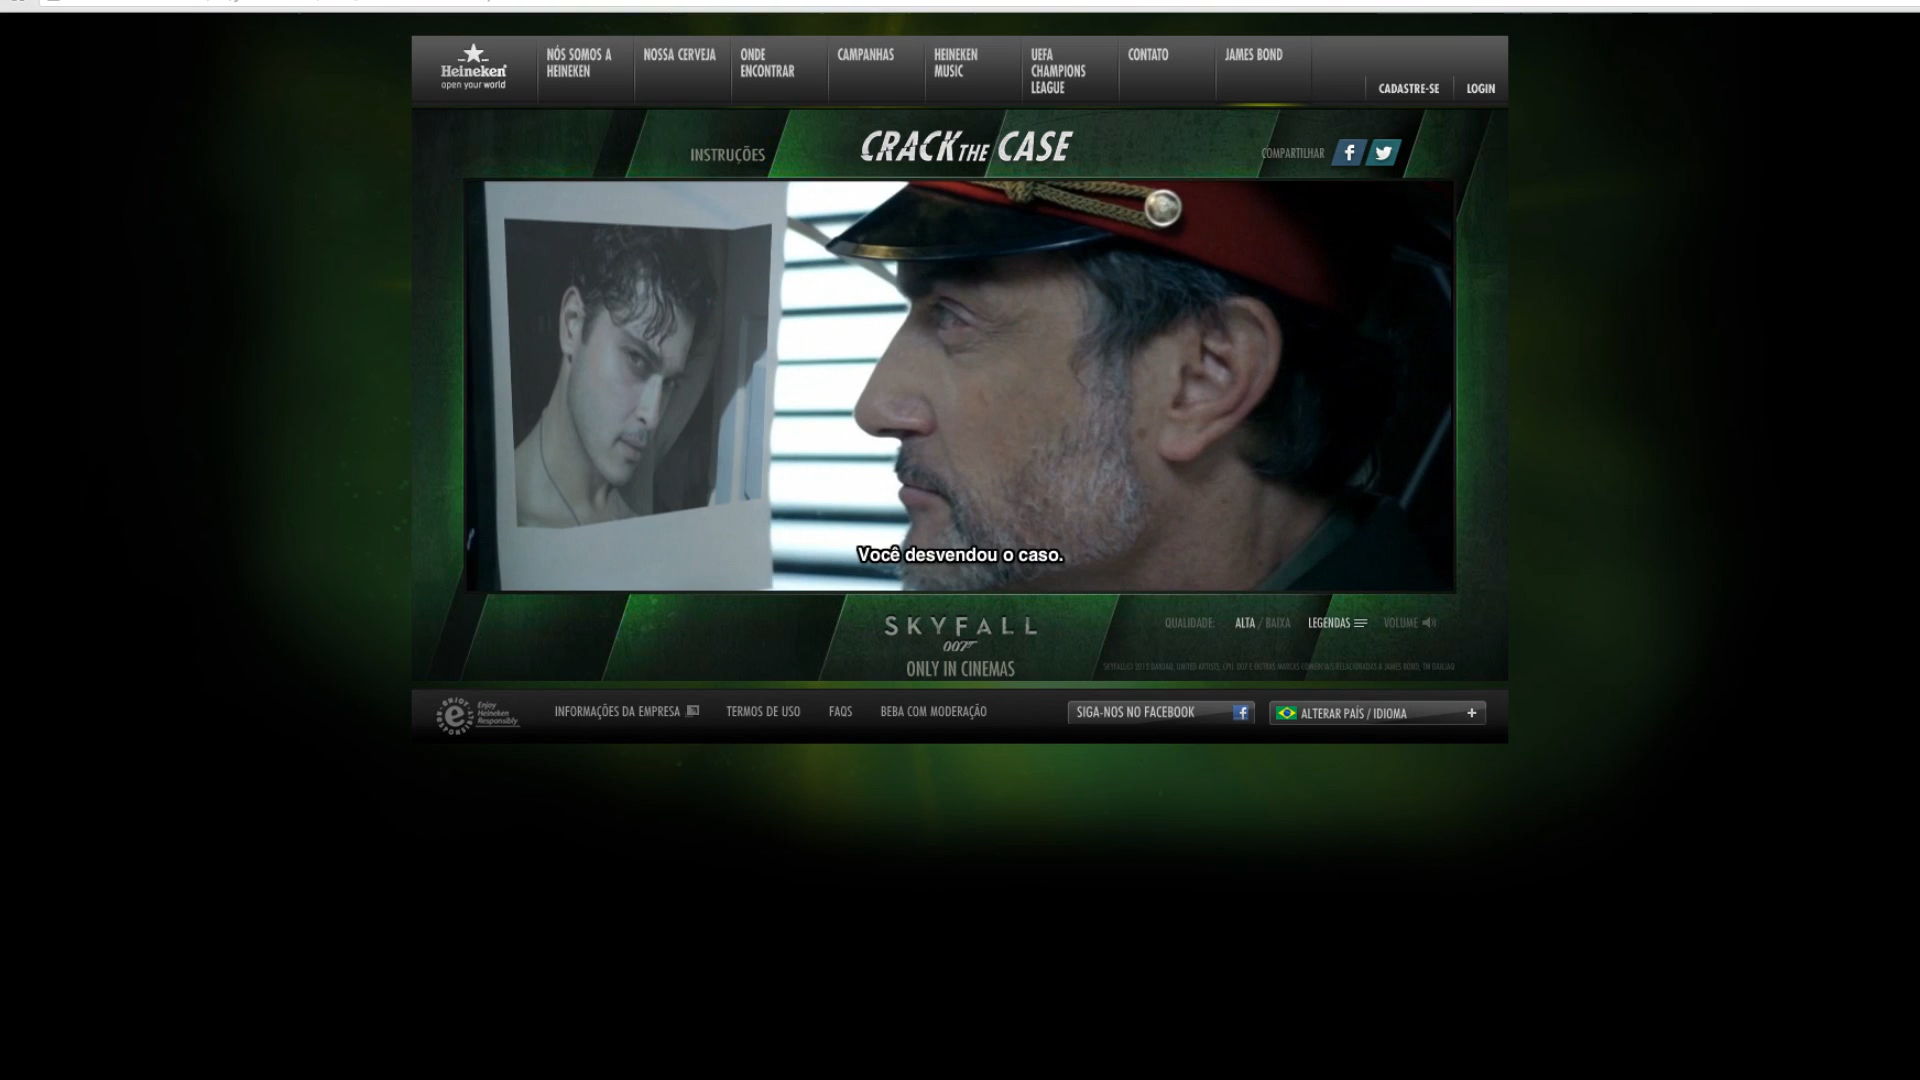 Heineken
open your world
NÓS SOMOS A
HEINEKEN
NOSSA CERVEJA
ONDE
ENCONTRAR
CAMPANHAS
HEINEKEN
MUSIC
UEFA
CHAMPIONS
LEAGUE
CONTATO
JAMES BOND
CADASTRE-SE
LOGIN
INSTRUÇÕES
CRACK THE CASE
COMPARTILHAR
Você desvendou o caso.
SKYFALL
007
ONLY IN CINEMAS
QUALIDADE: ALTA / BAIXA
LEGENDAS
VOLUME
Enjoy
Heineken
Responsibly
INFORMAÇÕES DA EMPRESA
TERMOS DE USO
FAQS
BEBA COM MODERAÇÃO
SIGA-NOS NO FACEBOOK
ALTERAR PAÍS / IDIOMA +